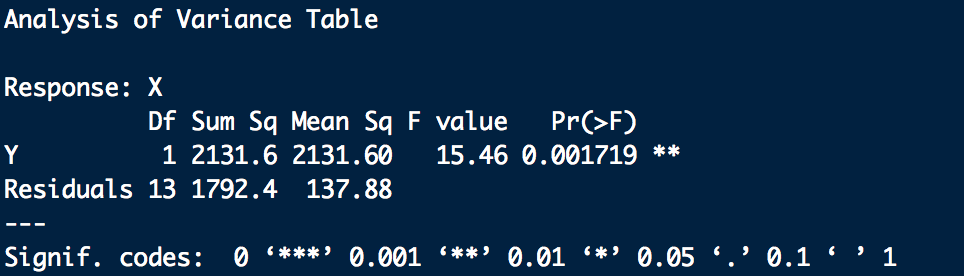 Analysis of Variance Table
Response: X
Df Sum Sq Mean Sq F value Pr(>F)
Y 1 2131.6 2131.60 15.46 0.001719 **
Residuals 13 1792.4 137.88
---
Signif. codes: 0 ‘***’ 0.001 ‘**’ 0.01 ‘*’ 0.05 ‘.’ 0.1 ‘ ’ 1